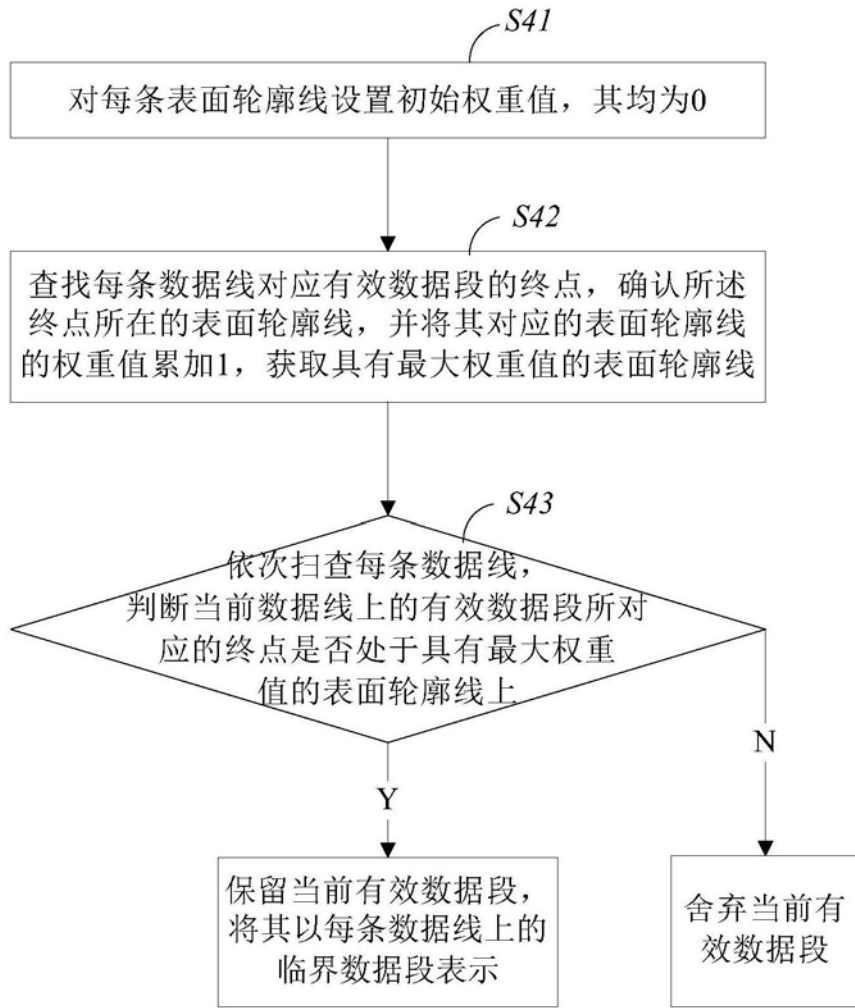 S41
对每条表面轮廓线设置初始权重值，其均为0
S42
查找每条数据线对应有效数据段的终点，确认所述
终点所在的表面轮廓线，并将其对应的表面轮廓线
的权重值累加1，获取具有最大权重值的表面轮廓线
S43
依次扫查每条数据线，
判断当前数据线上的有效数据段所对
应的终点是否处于具有最大权重
值的表面轮廓线上
N
Y
保留当前有效数据段，
将其以每条数据线上的
临界数据段表示
舍弃当前有
效数据段